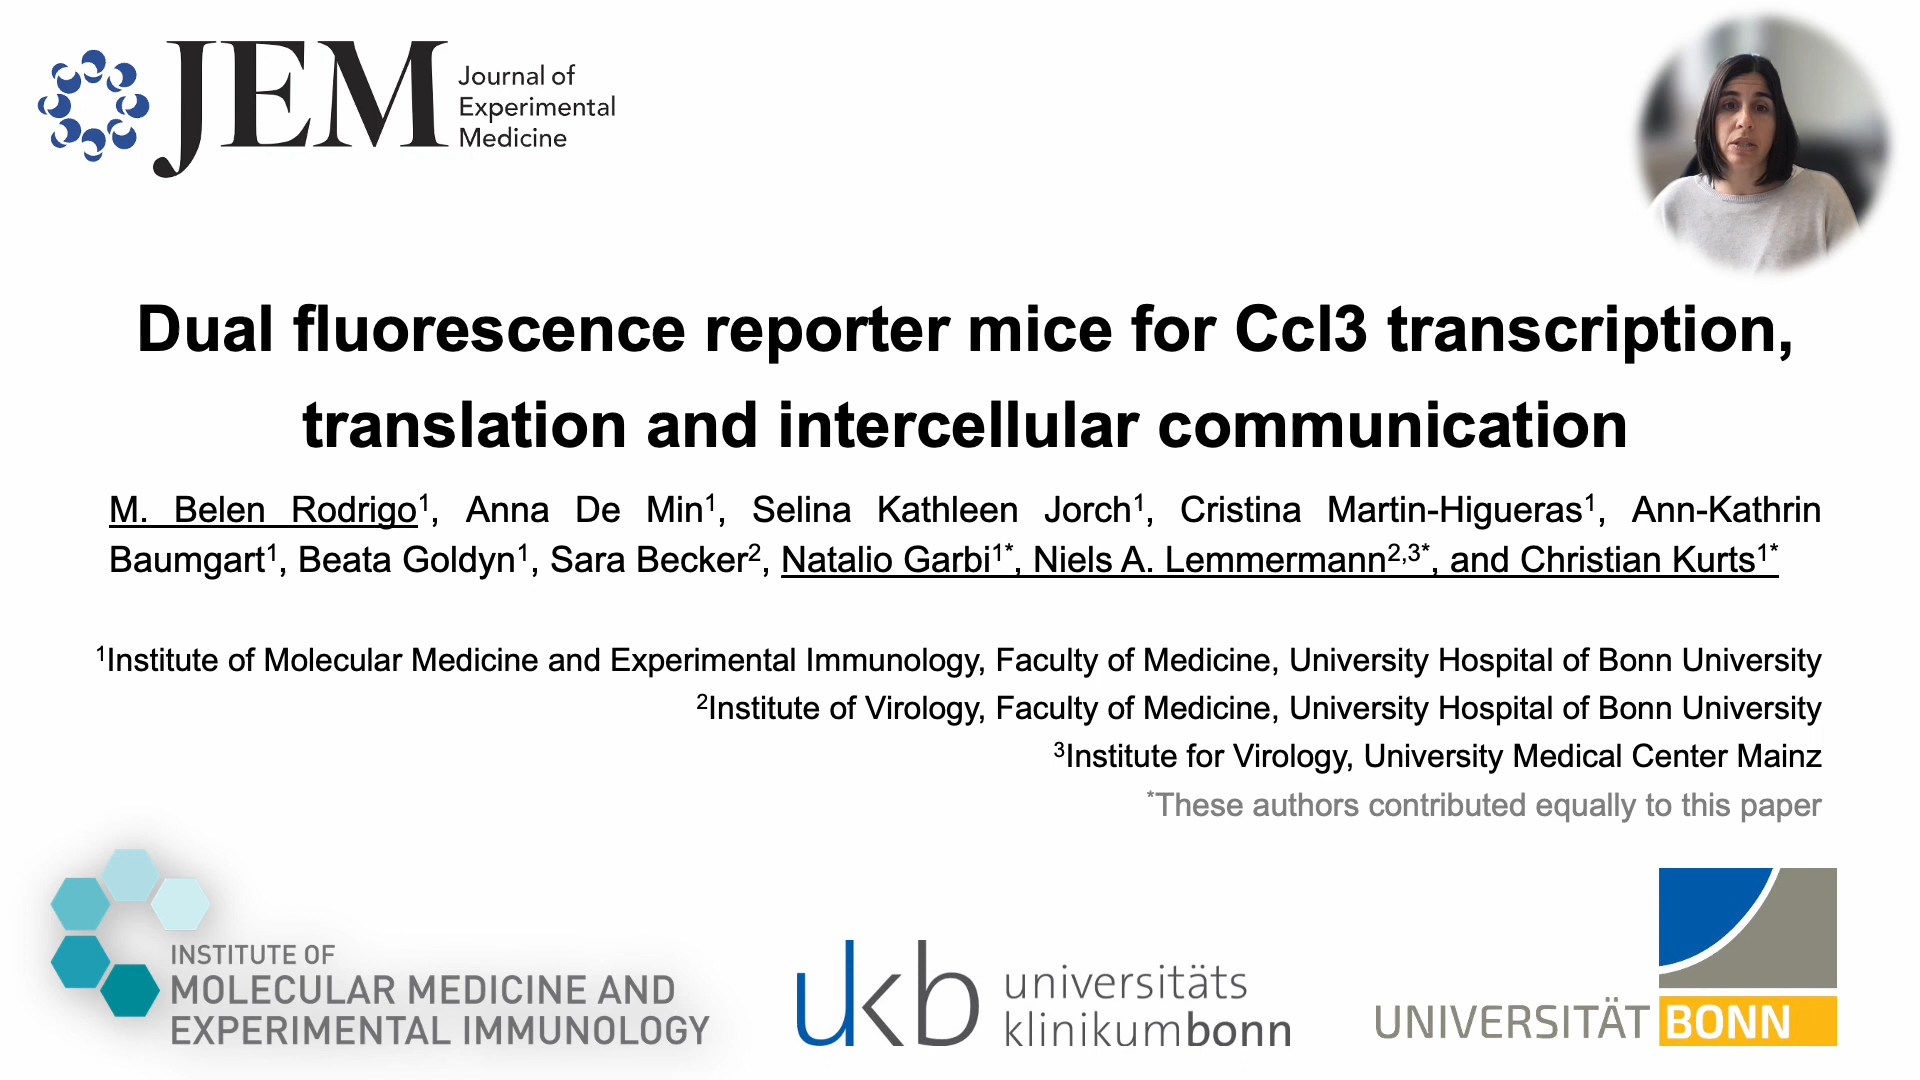 JEM
Journal of
Experimental
Medicine
Dual fluorescence reporter mice for Ccl3 transcription,
translation and intercellular communication
M. Belen Rodrigo¹, Anna De Min¹, Selina Kathleen Jorch¹, Cristina Martin-Higueras¹, Ann-Kathrin
Baumgart¹, Beata Goldyn¹, Sara Becker², Natalio Garbi¹*, Niels A. Lemmermann²,³*, and Christian Kurts¹*
¹Institute of Molecular Medicine and Experimental Immunology, Faculty of Medicine, University Hospital of Bonn University
²Institute of Virology, Faculty of Medicine, University Hospital of Bonn University
³Institute for Virology, University Medical Center Mainz
*These authors contributed equally to this paper
INSTITUTE OF
MOLECULAR MEDICINE AND
EXPERIMENTAL IMMUNOLOGY
ukb
universitäts
klinikumbonn
UNIVERSITÄT BONN